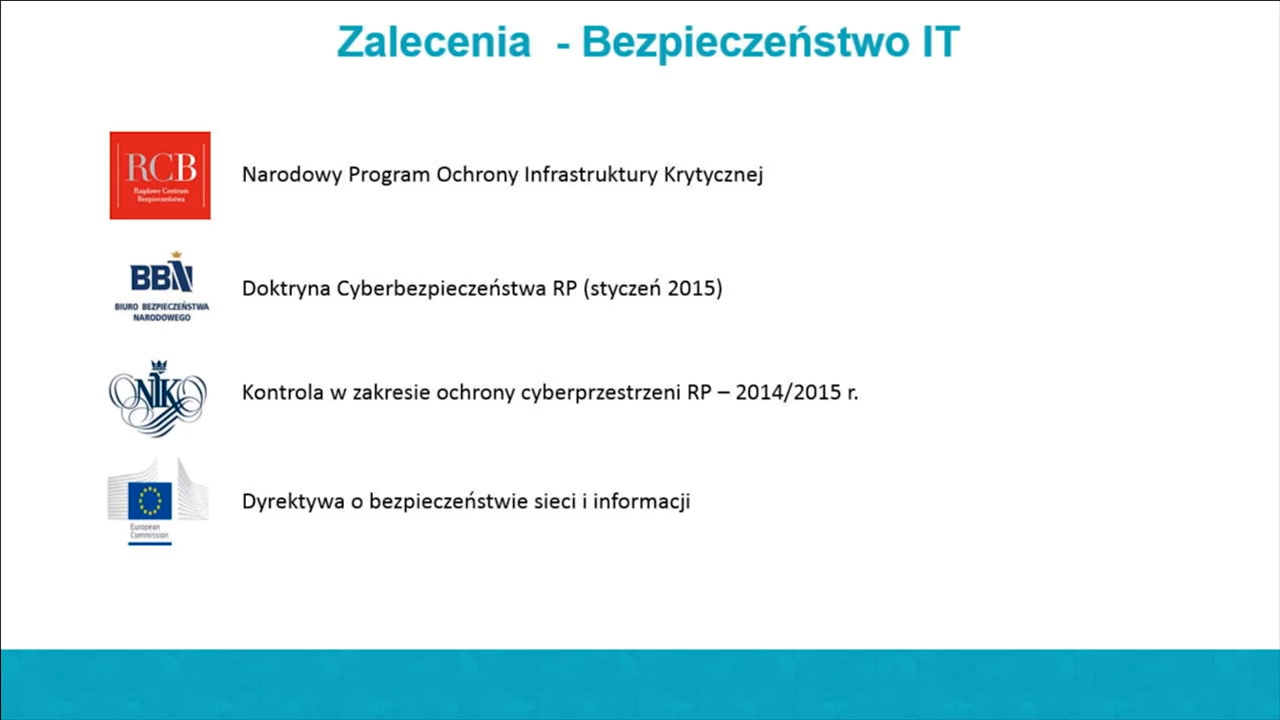 Zalecenia - Bezpieczeństwo IT
RCB
Rządowe Centrum
Bezpieczeństwa
Narodowy Program Ochrony Infrastruktury Krytycznej
BBN
BIURO BEZPIECZEŃSTWA
NARODOWEGO
Doktryna Cyberbezpieczeństwa RP (styczeń 2015)
NIK
Kontrola w zakresie ochrony cyberprzestrzeni RP – 2014/2015 r.
European
Commission
Dyrektywa o bezpieczeństwie sieci i informacji